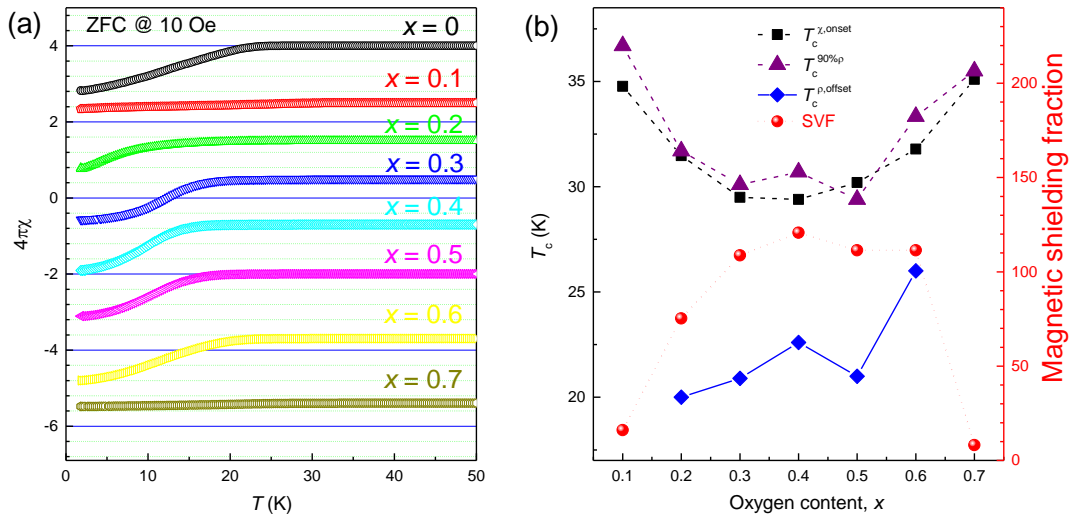 (a)
ZFC @ 10 Oe
x = 0
x = 0.1
x = 0.2
x = 0.3
x = 0.4
x = 0.5
x = 0.6
x = 0.7
4
2
0
-2
-4
-6
4πχ
0 10 20 30 40 50
T (K)
(b)
T_c^χ,onset
T_c^90%ρ
T_c^ρ,offset
SVF
35
30
25
20
T_c (K)
200
150
100
50
0
Magnetic shielding fraction
0.1 0.2 0.3 0.4 0.5 0.6 0.7
Oxygen content, x